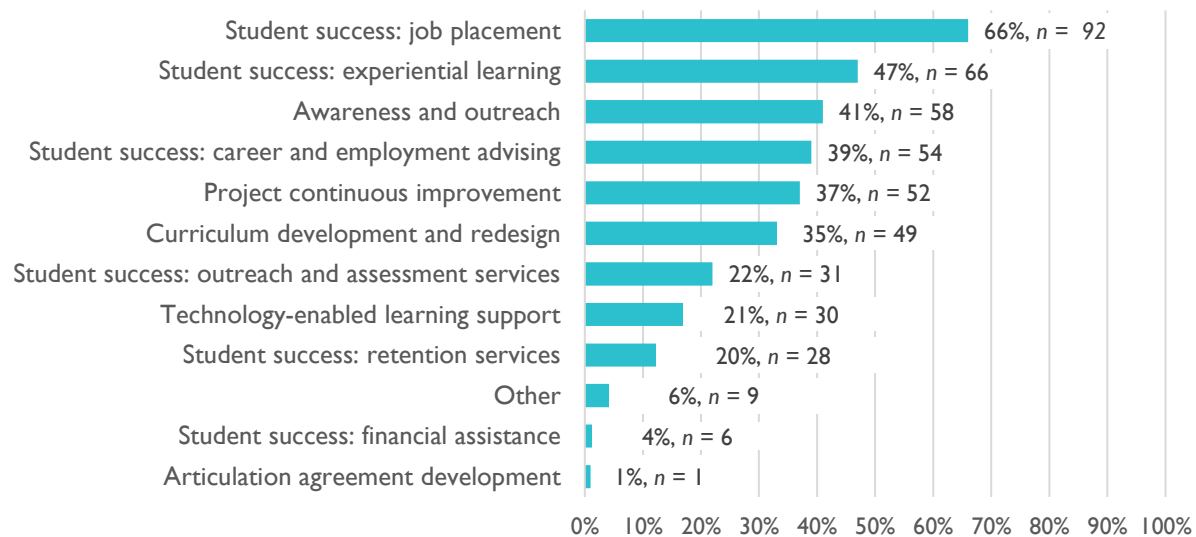 Student success: job placement 66%, n = 92
Student success: experiential learning 47%, n = 66
Awareness and outreach 41%, n = 58
Student success: career and employment advising 39%, n = 54
Project continuous improvement 37%, n = 52
Curriculum development and redesign 35%, n = 49
Student success: outreach and assessment services 22%, n = 31
Technology-enabled learning support 21%, n = 30
Student success: retention services 20%, n = 28
Other 6%, n = 9
Student success: financial assistance 4%, n = 6
Articulation agreement development 1%, n = 1
0% 10% 20% 30% 40% 50% 60% 70% 80% 90% 100%